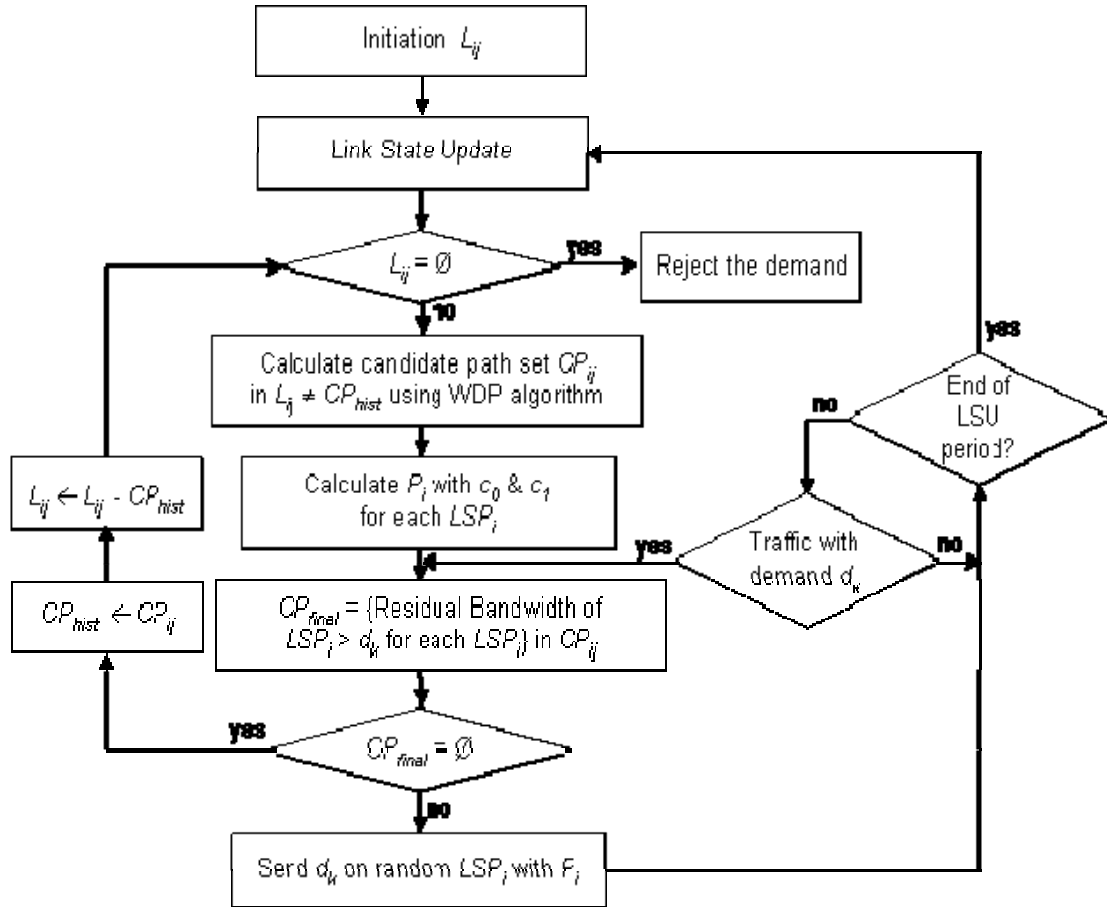 Initiation L_ij
Link State Update
L_ij = Ø
yes
Reject the demand
no
Calculate candidate path set CP_ij
in L_ij ≠ CP_hist using WDP algorithm
yes
End of
LSU
period?
no
L_ij ← L_ij - CP_hist
Calculate P_i with c_0 & c_1
for each LSP_i
yes
Traffic with
demand d_k
no
CP_hist ← CP_ij
CP_final = {Residual Bandwidth of
LSP_i > d_k for each LSP_i} in CP_ij
yes
CP_final = Ø
no
Send d_k on random LSP_i with P_i